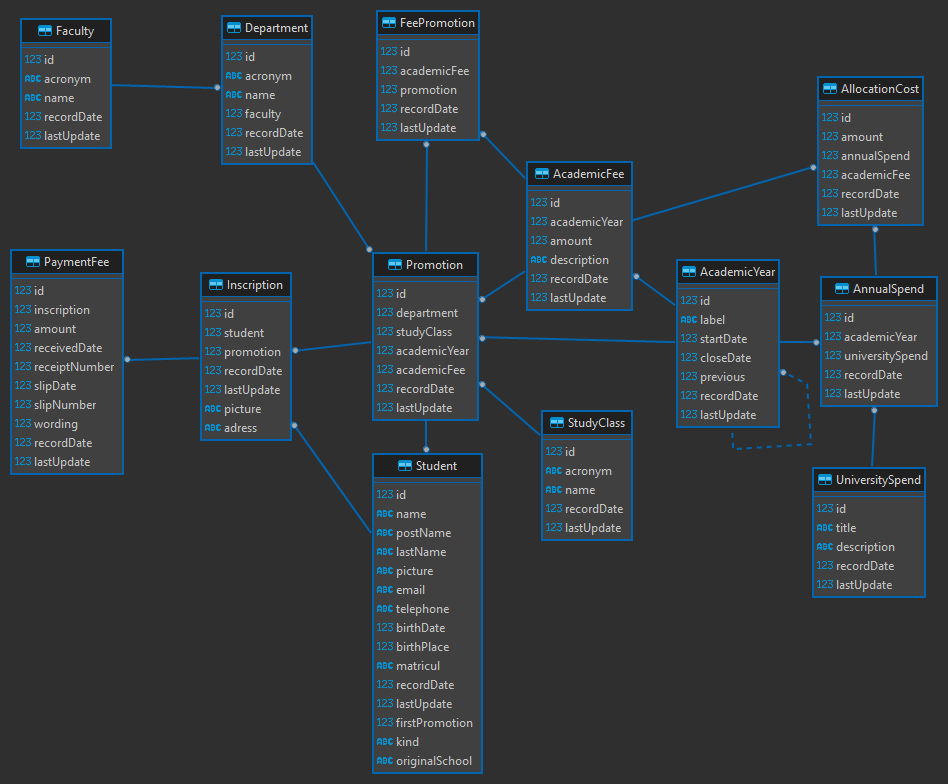 Faculty
123 id
ABC acronym
ABC name
123 recordDate
123 lastUpdate
Department
123 id
ABC acronym
ABC name
123 faculty
123 recordDate
123 lastUpdate
FeePromotion
123 id
123 academicFee
123 promotion
123 recordDate
123 lastUpdate
AllocationCost
123 id
123 amount
123 annualSpend
123 academicFee
123 recordDate
123 lastUpdate
AcademicFee
123 id
123 academicYear
123 amount
ABC description
123 recordDate
123 lastUpdate
PaymentFee
123 id
123 inscription
123 amount
123 receivedDate
123 receiptNumber
123 slipDate
123 slipNumber
123 wording
123 recordDate
123 lastUpdate
Inscription
123 id
123 student
123 promotion
123 recordDate
123 lastUpdate
ABC picture
ABC adress
Promotion
123 id
123 department
123 studyClass
123 academicYear
123 academicFee
123 recordDate
123 lastUpdate
AcademicYear
123 id
ABC label
123 startDate
123 closeDate
123 previous
123 recordDate
123 lastUpdate
AnnualSpend
123 id
123 academicYear
123 universitySpend
123 recordDate
123 lastUpdate
StudyClass
123 id
ABC acronym
ABC name
123 recordDate
123 lastUpdate
Student
123 id
ABC name
ABC postName
ABC lastName
ABC picture
ABC email
ABC telephone
123 birthDate
123 birthPlace
ABC matricul
123 recordDate
123 lastUpdate
123 firstPromotion
ABC kind
ABC originalSchool
UniversitySpend
123 id
ABC title
ABC description
123 recordDate
123 lastUpdate